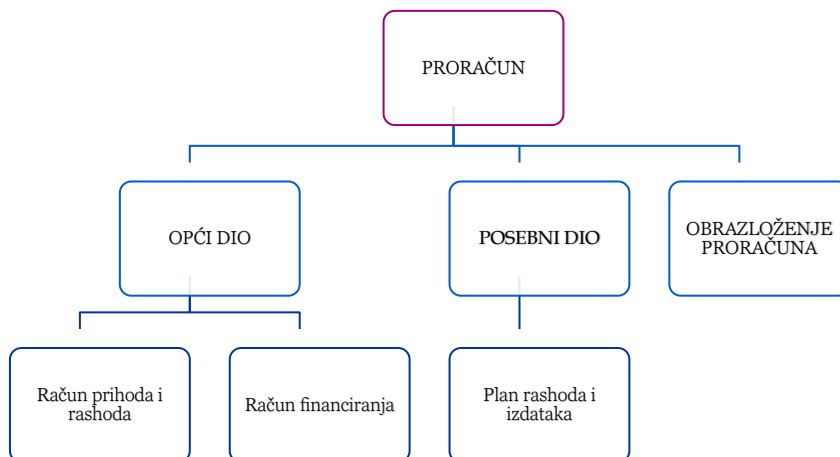 PRORAČUN
OPĆI DIO
POSEBNI DIO
OBRAZLOŽENJE
PRORAČUNA
Račun prihoda i
rashoda
Račun financiranja
Plan rashoda i
izdataka